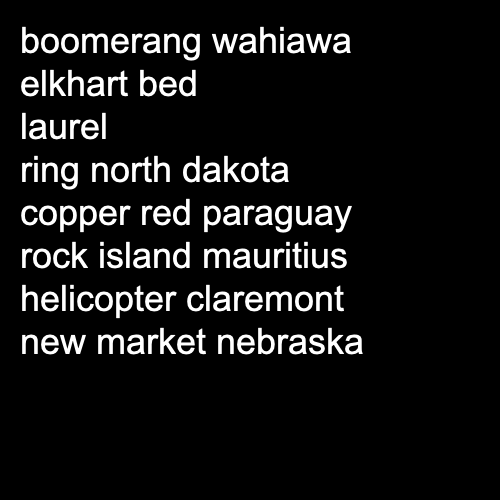 boomerang wahiawa
elkhart bed
laurel
ring north dakota
copper red paraguay
rock island mauritius
helicopter claremont
new market nebraska